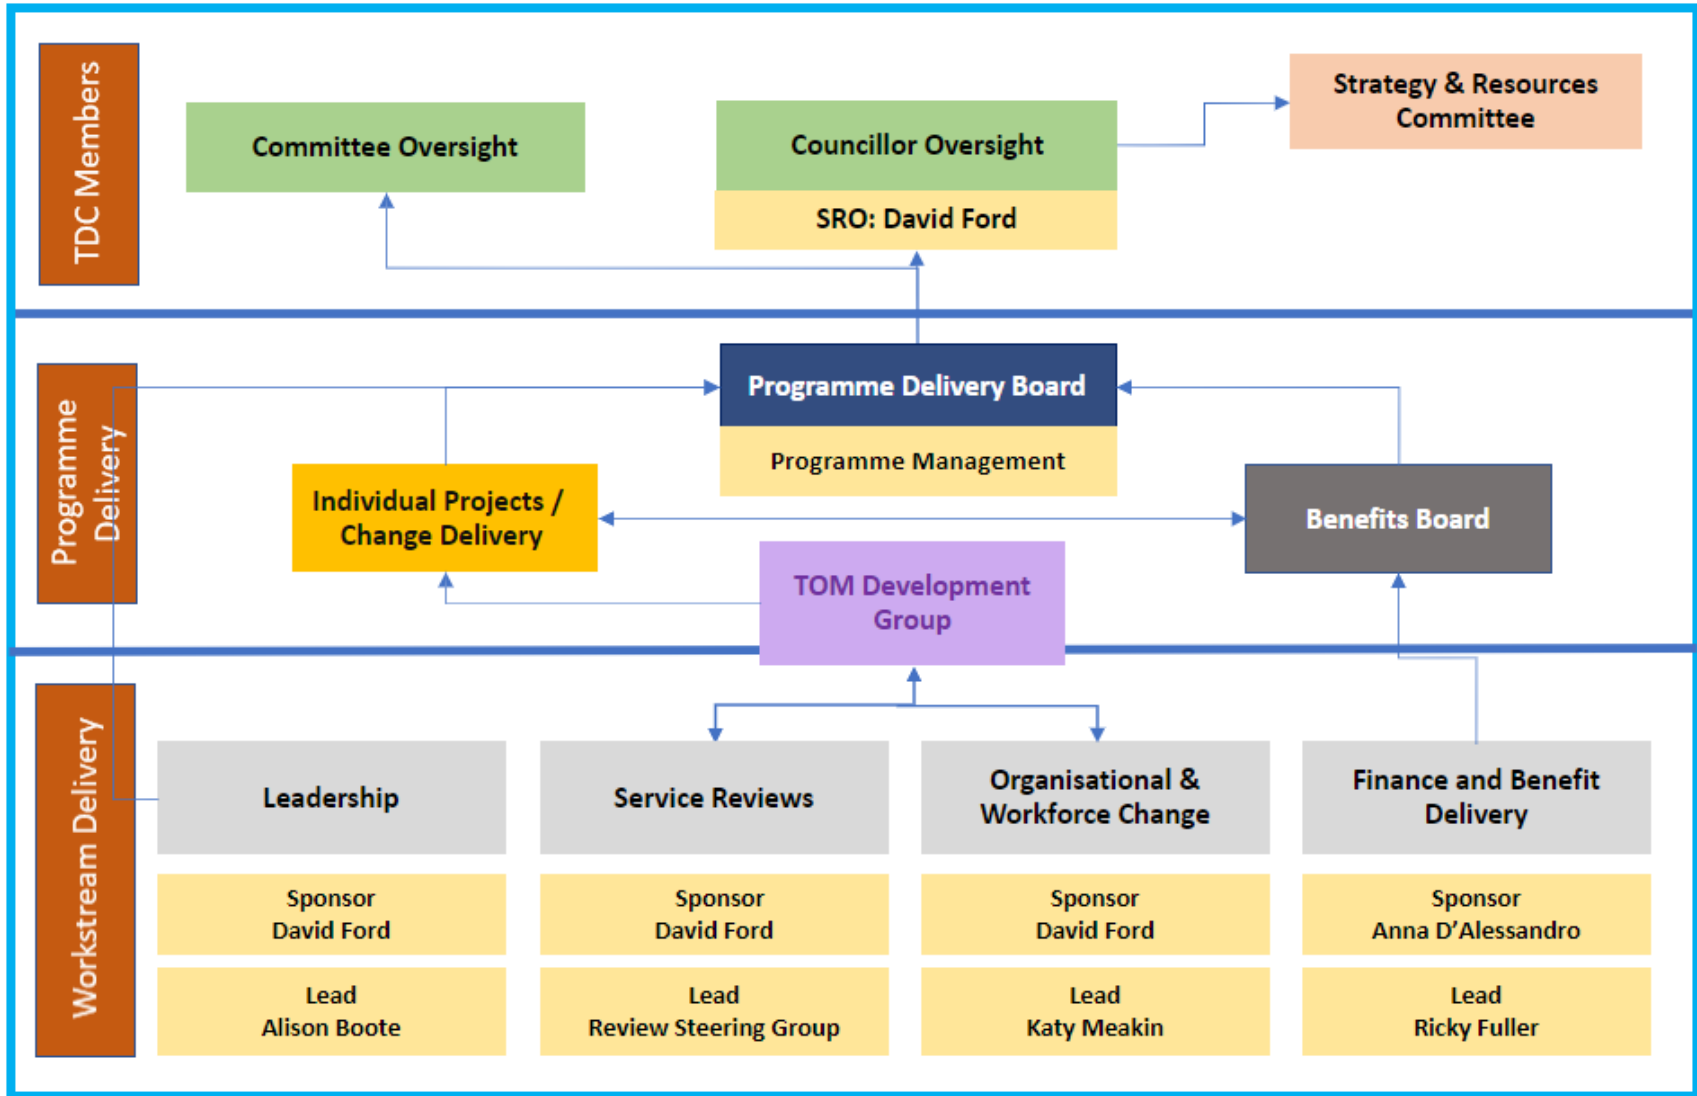 TDC Members
Committee Oversight
Councillor Oversight
SRO: David Ford
Strategy & Resources
Committee
Programme
Delivery
Programme Delivery Board
Programme Management
Individual Projects /
Change Delivery
Benefits Board
TOM Development
Group
Workstream Delivery
Leadership
Sponsor
David Ford
Lead
Alison Boote
Service Reviews
Sponsor
David Ford
Lead
Review Steering Group
Organisational &
Workforce Change
Sponsor
David Ford
Lead
Katy Meakin
Finance and Benefit
Delivery
Sponsor
Anna D’Alessandro
Lead
Ricky Fuller